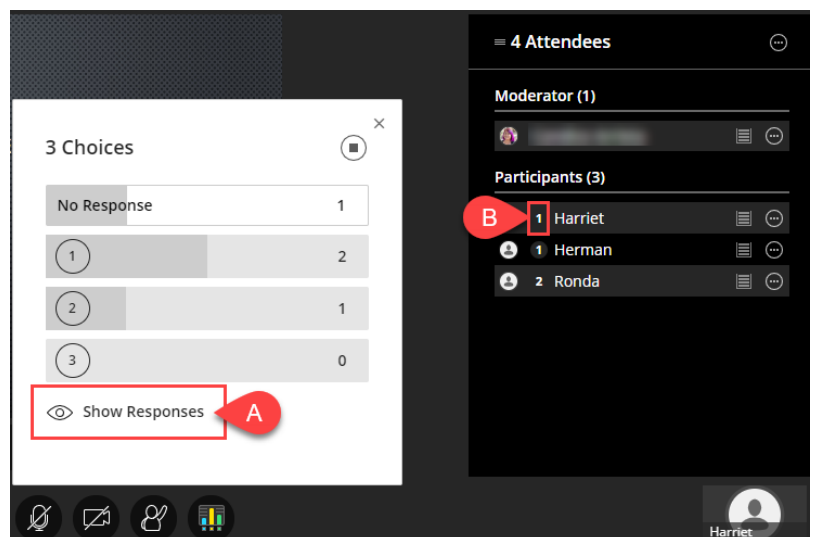 4 Attendees
Moderator (1)
3 Choices
Participants (3)
No Response 1
B
1 Harriet
1 2
1 Herman
2 Ronda
2 1
3 0
Show Responses
A
Harriet